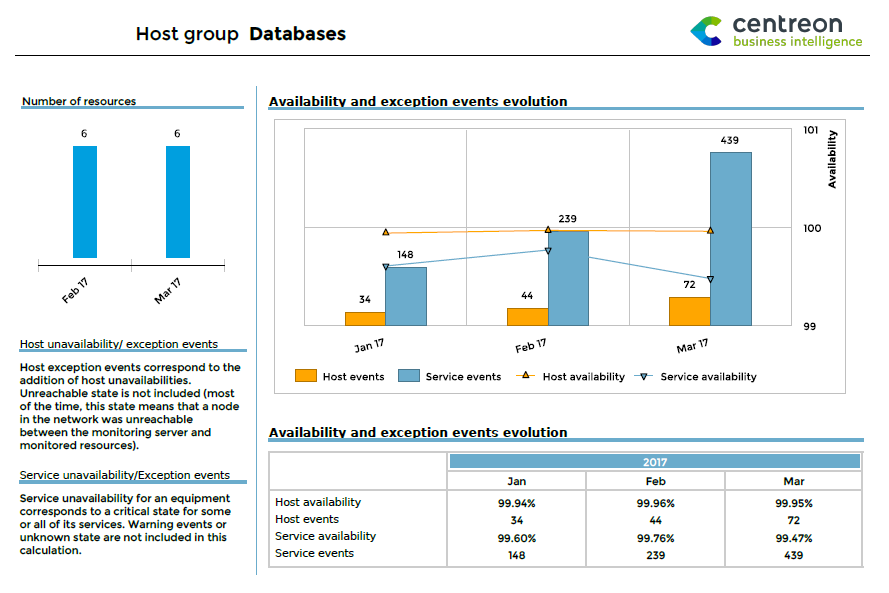 Host group Databases
centreon
business intelligence
Number of resources
6 6
Feb 17 Mar 17
Host unavailability/ exception events
Host exception events correspond to the
addition of host unavailabilities.
Unreachable state is not included (most
of the time, this state means that a node
in the network was unreachable
between the monitoring server and
monitored resources).
Service unavailability/Exception events
Service unavailability for an equipment
corresponds to a critical state for some
or all of its services. Warning events or
unknown state are not included in this
calculation.
Availability and exception events evolution
101
Availability
439
239
100
148
72
34 44
99
Jan 17 Feb 17 Mar 17
Host events Service events Host availability Service availability
Availability and exception events evolution
2017
Jan Feb Mar
Host availability 99.94% 99.96% 99.95%
Host events 34 44 72
Service availability 99.60% 99.76% 99.47%
Service events 148 239 439